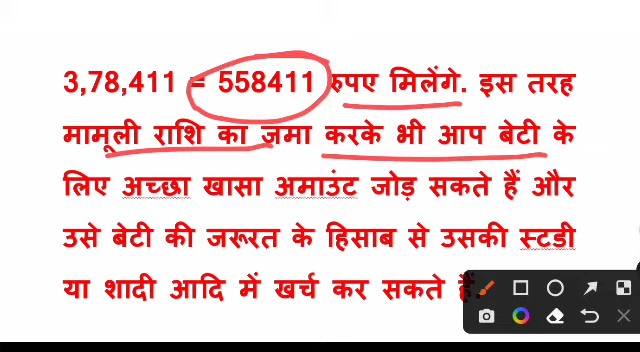 3,78,411 = 558411 रुपए मिलेंगे. इस तरह
मामूली राशि का जमा करके भी आप बेटी के
लिए अच्छा खासा अमाउंट जोड़ सकते हैं और
उसे बेटी की जरूरत के हिसाब से उसकी स्टडी
या शादी आदि में खर्च कर सकते हैं.